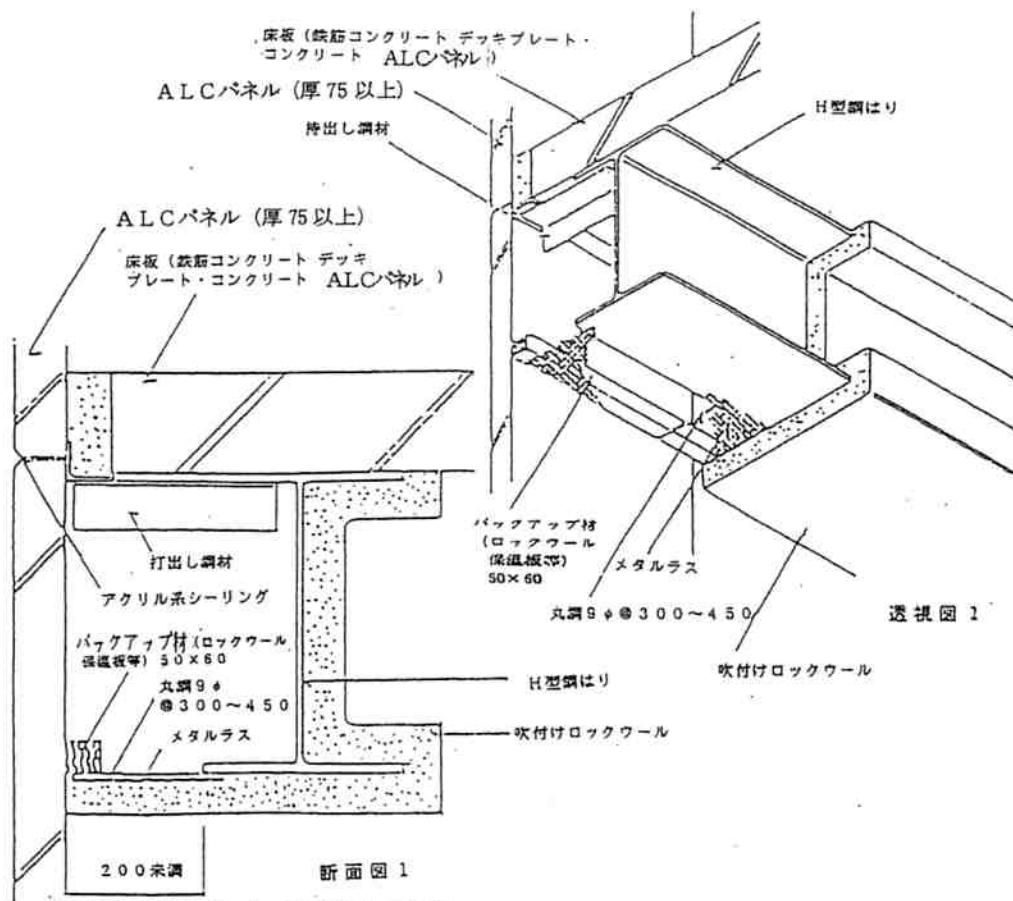 床板（鉄筋コンクリート デッキプレート・
コンクリート ALCパネル）
ALCパネル（厚75以上）
持出し鋼材
H型鋼はり
ALCパネル（厚75以上）
床板（鉄筋コンクリート デッキ
プレート・コンクリート ALCパネル ）
打出し鋼材
アクリル系シーリング
バックアップ材（ロックウール
保温板等）50×60
丸鋼9φ
@300～450
メタルラス
H型鋼はり
吹付けロックウール
200未満
断面図1
バックアップ材
（ロックウール
保温板等）
50×60
メタルラス
丸鋼9φ@300～450
透視図1
吹付けロックウール